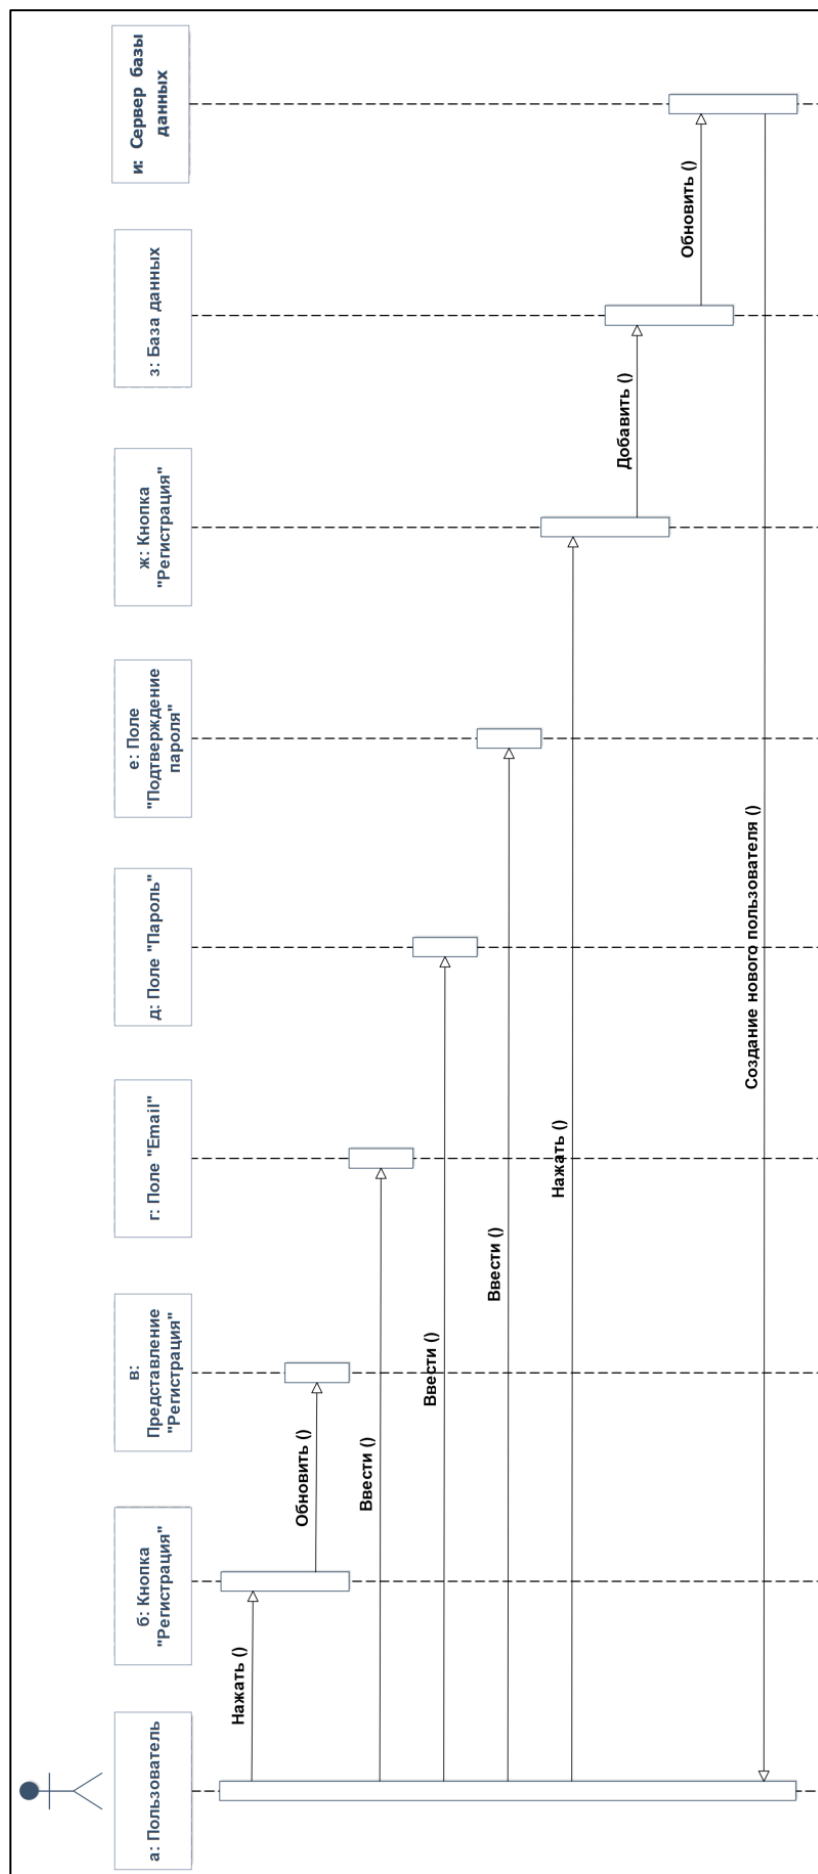 а: Пользователь
б: Кнопка
"Регистрация"
в:
Представление
"Регистрация"
г: Поле "Email"
д: Поле "Пароль"
е: Поле
"Подтверждение
пароля"
ж: Кнопка
"Регистрация"
з: База данных
и: Сервер базы
данных
Нажать ()
Обновить ()
Ввести ()
Ввести ()
Ввести ()
Нажать ()
Добавить ()
Обновить ()
Создание нового пользователя ()